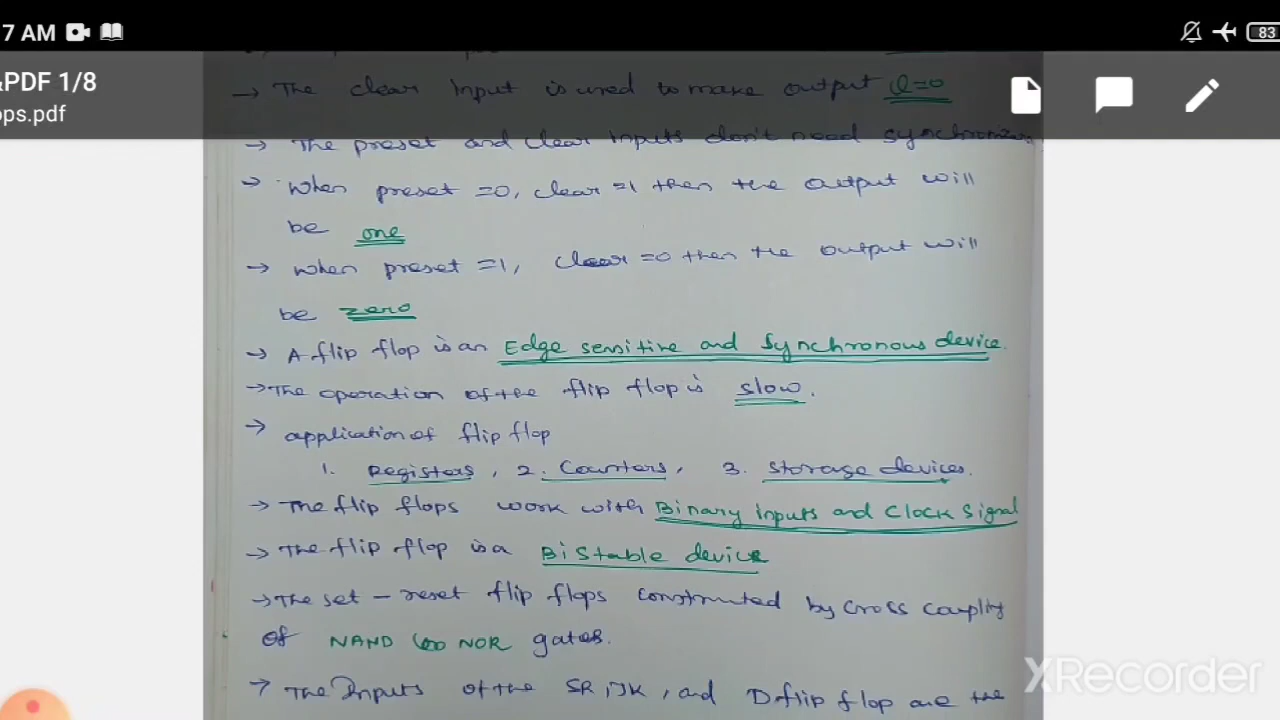 7 AM
83
&PDF 1/8
ops.pdf
→ The clear Input is used to make output Q=0
→ The preset and clear inputs don't need synchroniza
→ When preset =0, clear =1 then the output will
be one
→ when preset =1, clear =0 then the output will
be zero
→ A flip flop is an Edge sensitive and Synchronous device.
→ The operation of the flip flop is slow.
→ application of flip flop
1. Registers, 2. Counters, 3. Storage devices.
→ The flip flops work with Binary inputs and Clock Signal
→ The flip flop is a BiStable device
→ The set - reset flip flops constructed by cross coupling
of NAND (or) NOR gates.
→ The Inputs of the SR, JK, and D flip flop are the
XRecorder